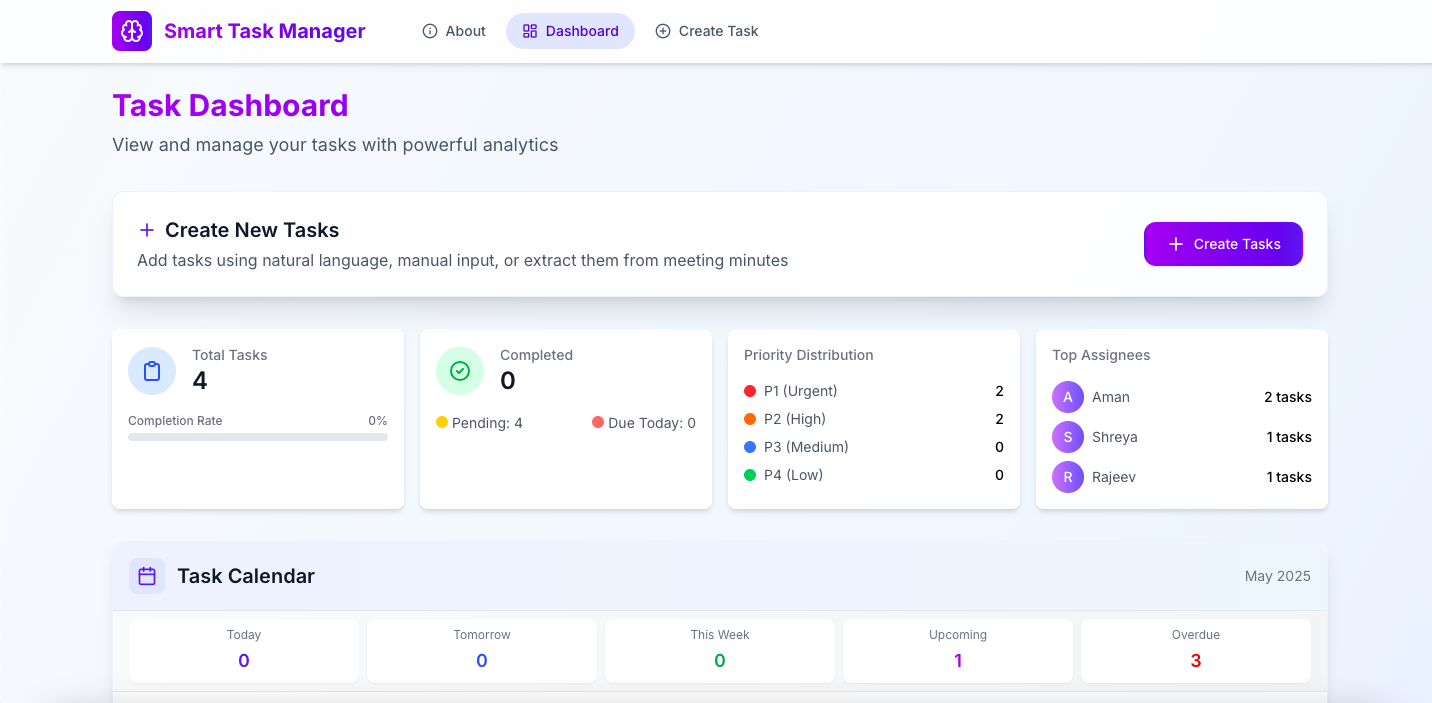 Smart Task Manager
About
Dashboard
Create Task
Task Dashboard
View and manage your tasks with powerful analytics
Create New Tasks
Add tasks using natural language, manual input, or extract them from meeting minutes
Create Tasks
Total Tasks
4
Completion Rate 0%
Completed
0
Pending: 4 Due Today: 0
Priority Distribution
P1 (Urgent) 2
P2 (High) 2
P3 (Medium) 0
P4 (Low) 0
Top Assignees
A Aman 2 tasks
S Shreya 1 tasks
R Rajeev 1 tasks
Task Calendar
May 2025
Today
0
Tomorrow
0
This Week
0
Upcoming
1
Overdue
3